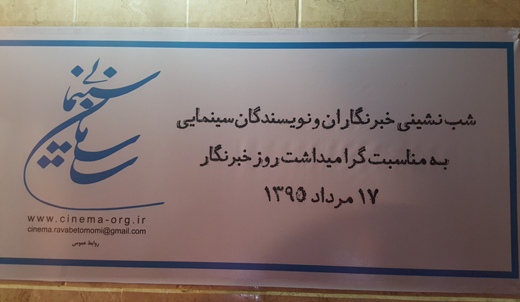 شب نشینی خبرنگاران و نویسندگان سینمایی
به مناسبت گرامیداشت روز خبرنگار
۱۷ مرداد ۱۳۹۵
سازمان سینمایی
www.cinema-org.ir
cinema.ravabetomomi@gmail.com
روابط عمومی